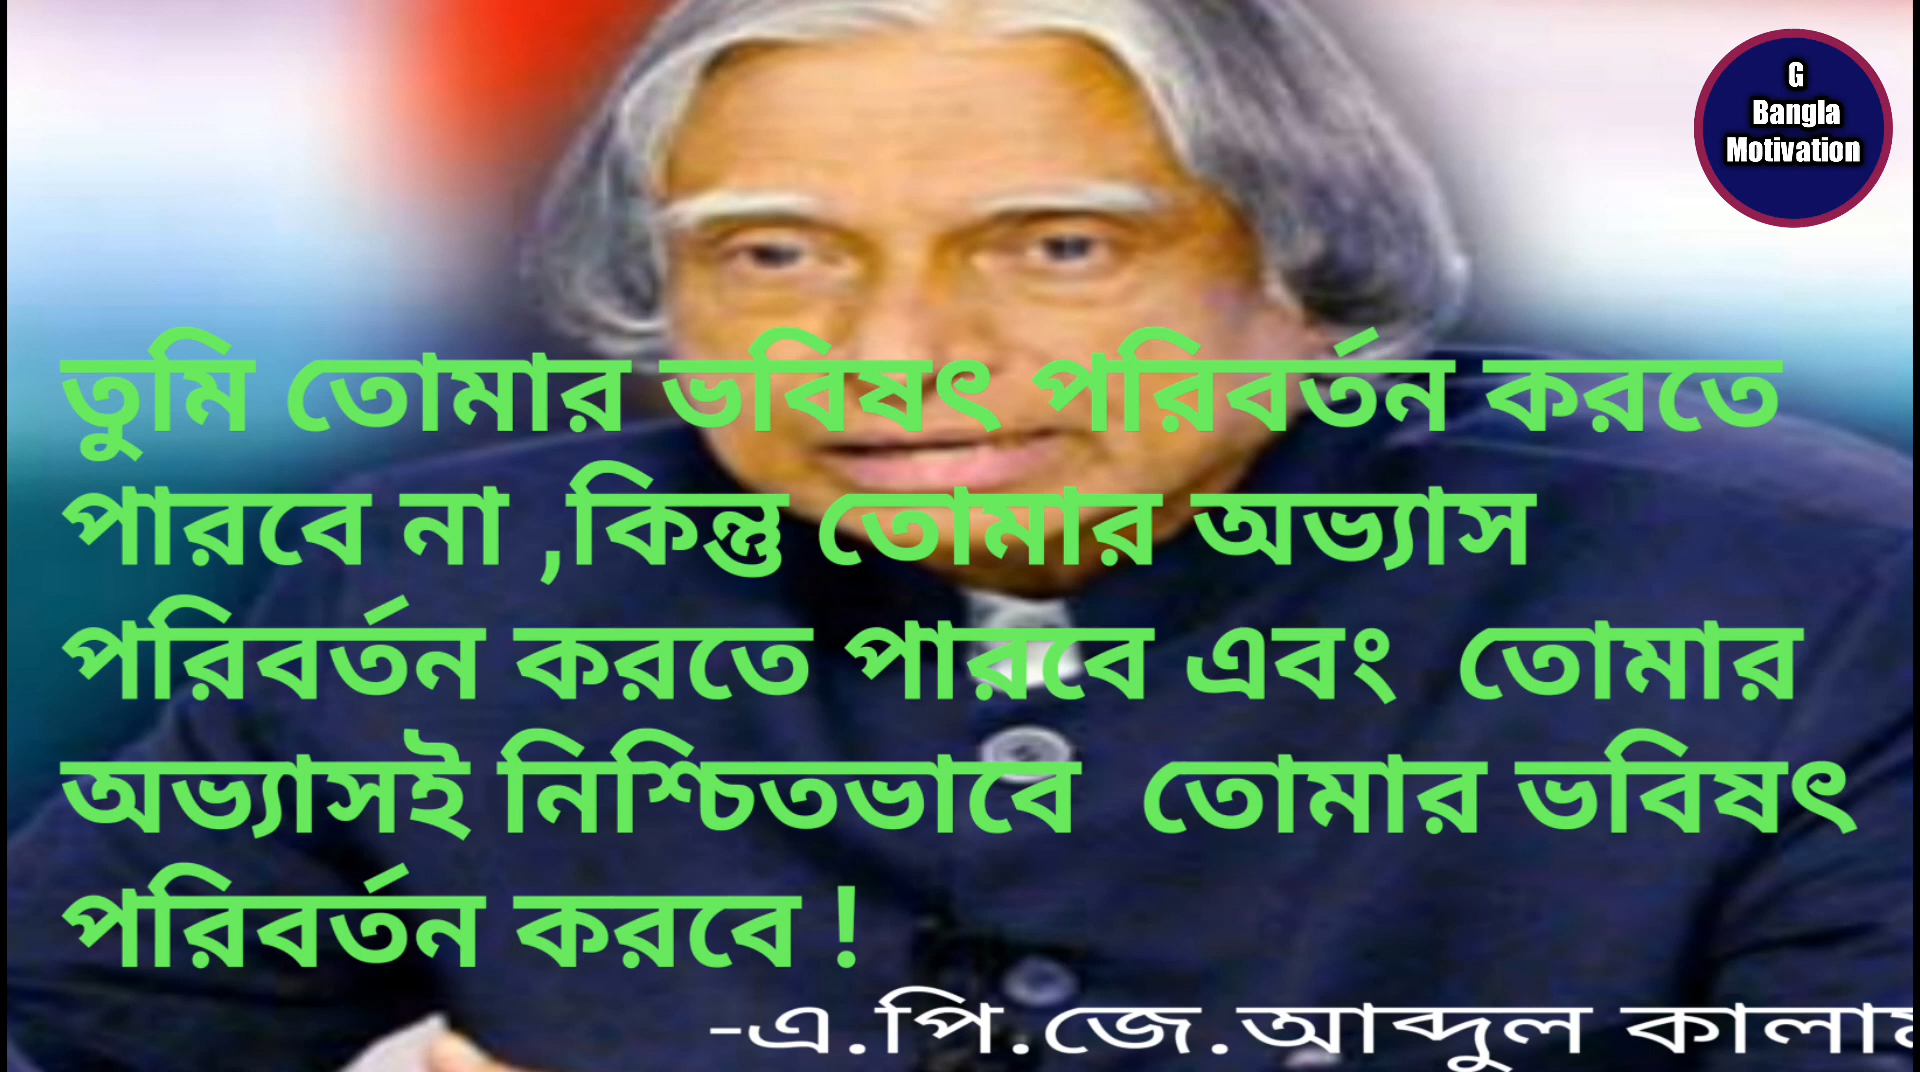 G
Bangla
Motivation
তুমি তোমার ভবিষৎ পরিবর্তন করতে
পারবে না ,কিন্তু তোমার অভ্যাস
পরিবর্তন করতে পারবে এবং তোমার
অভ্যাসই নিশ্চিতভাবে তোমার ভবিষৎ
পরিবর্তন করবে !
-এ.পি.জে.আব্দুল কালাম